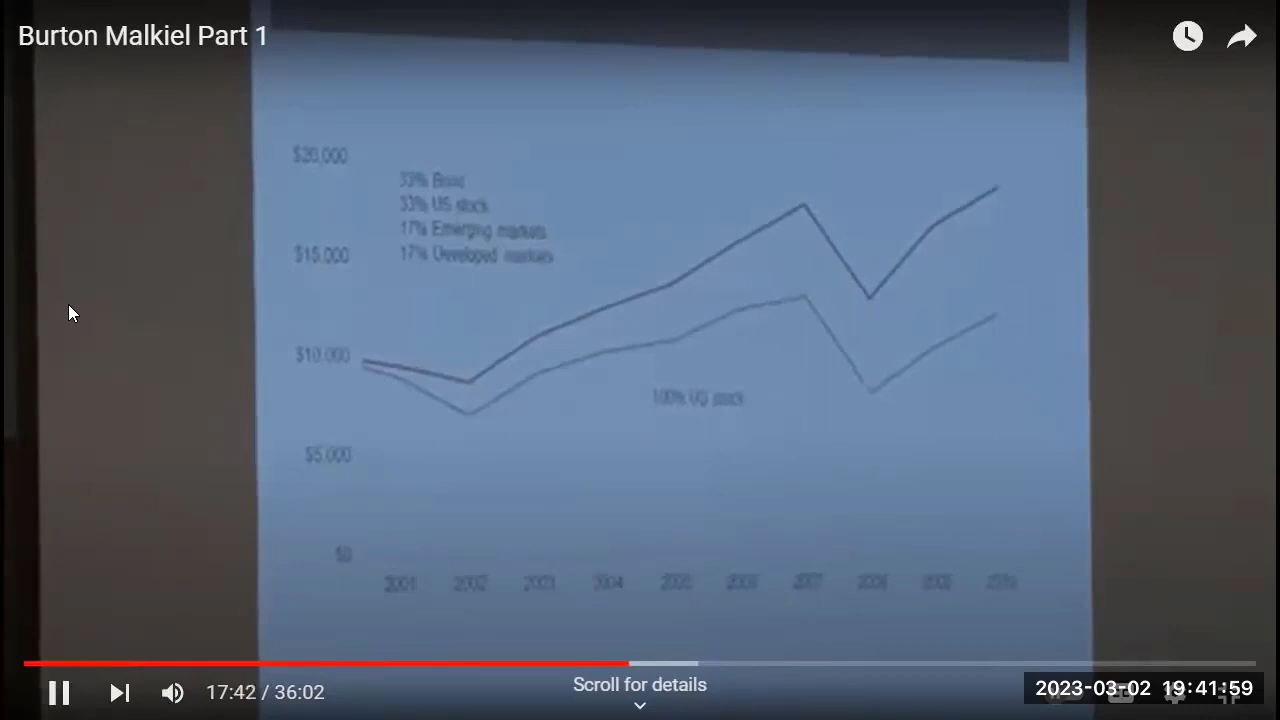 Burton Malkiel Part 1
$20,000
33% Bond
33% US stock
17% Emerging markets
$15,000
17% Developed markets
$10,000
100% US stock
$5,000
$0
2001 2002 2003 2004 2005 2006 2007 2008 2009 2010
17:42 / 36:02
Scroll for details
2023-03-02 19:41:59